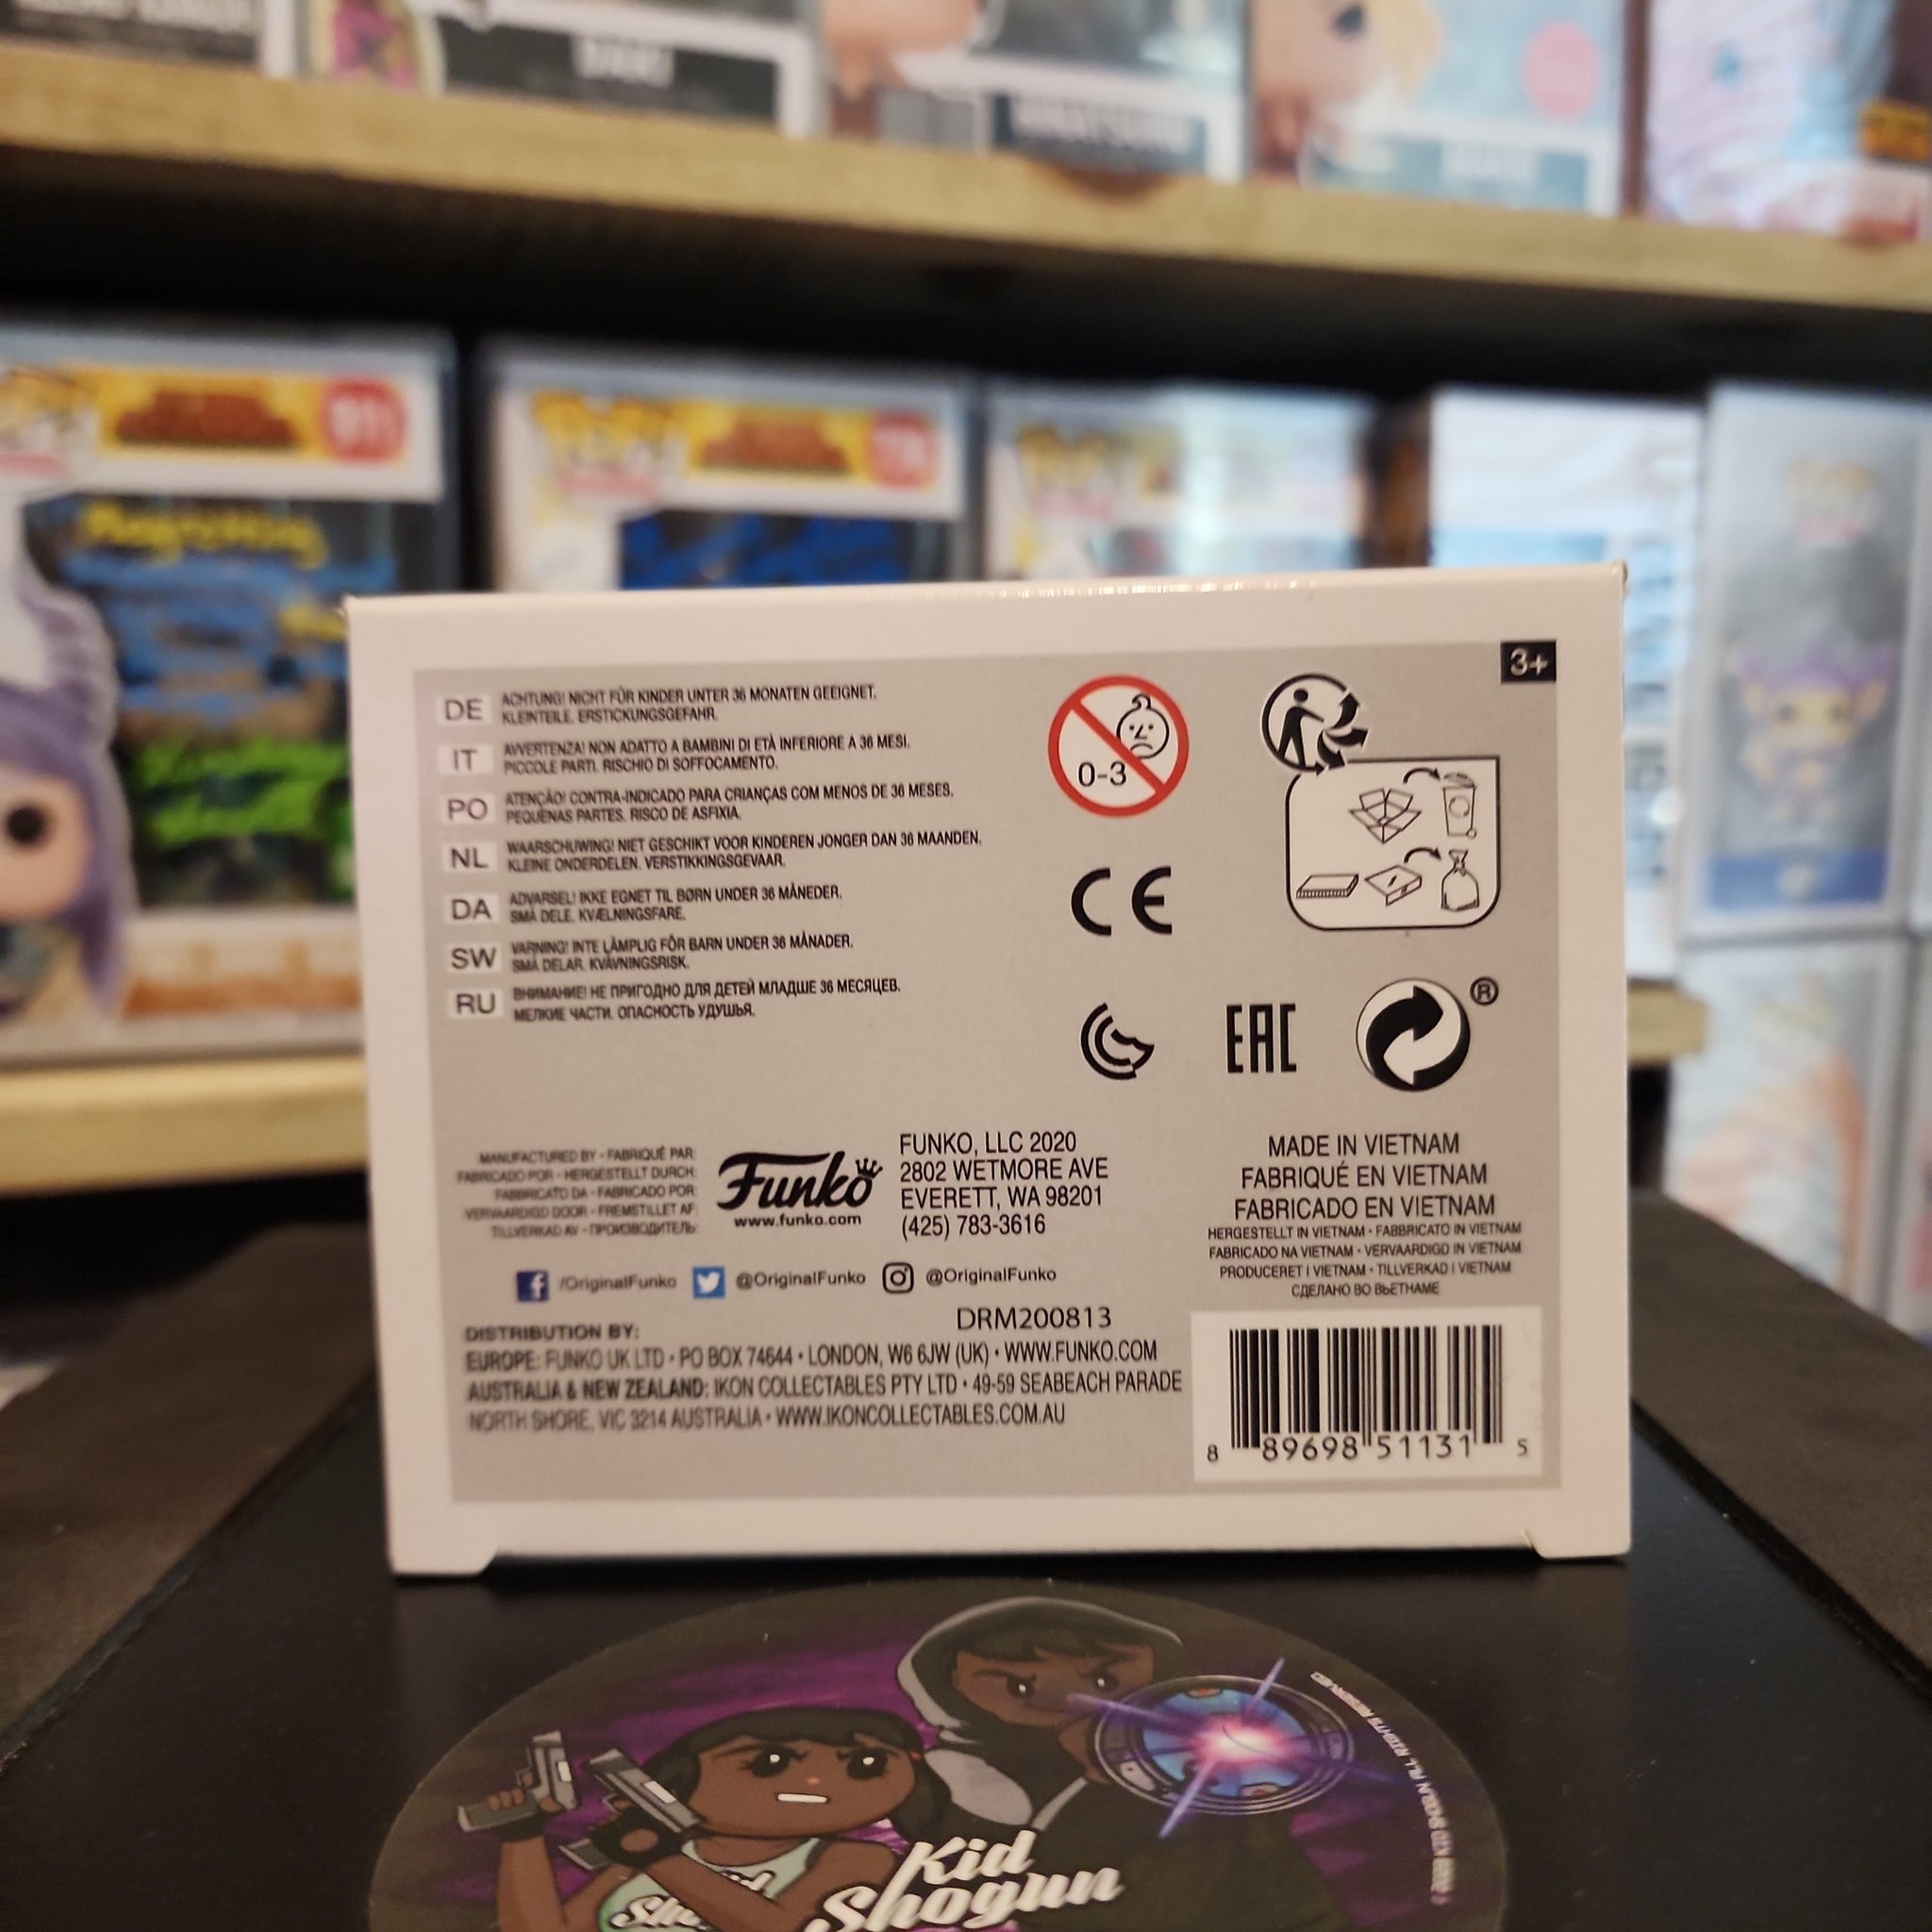 3+
DE
ACHTUNG! NICHT FÜR KINDER UNTER 36 MONATEN GEEIGNET.
KLEINTEILE. ERSTICKUNGSGEFAHR.
IT
AVVERTENZA! NON ADATTO A BAMBINI DI ETÀ INFERIORE A 36 MESI.
PICCOLE PARTI. RISCHIO DI SOFFOCAMENTO.
PO
ATENÇÃO! CONTRA-INDICADO PARA CRIANÇAS COM MENOS DE 36 MESES.
PEQUENAS PARTES. RISCO DE ASFIXIA.
NL
WAARSCHUWING! NIET GESCHIKT VOOR KINDEREN JONGER DAN 36 MAANDEN.
KLEINE ONDERDELEN. VERSTIKKINGSGEVAAR.
DA
ADVARSEL! IKKE EGNET TIL BØRN UNDER 36 MÅNEDER.
SMÅ DELE. KVÆLNINGSFARE.
SW
VARNING! INTE LÄMPLIG FÖR BARN UNDER 36 MÅNADER.
SMÅ DELAR. KVÄVNINGSRISK.
RU
ВНИМАНИЕ! НЕ ПРИГОДНО ДЛЯ ДЕТЕЙ МЛАДШЕ 36 МЕСЯЦЕВ.
МЕЛКИЕ ЧАСТИ. ОПАСНОСТЬ УДУШЬЯ.
0-3
CE
EAC
®
MANUFACTURED BY • FABRIQUÉ PAR:
FABRICADO POR • HERGESTELLT DURCH:
FABBRICATO DA • FABRICADO POR:
VERVAARDIGD DOOR • FREMSTILLET AF:
TILLVERKAD AV • ПРОИЗВОДИТЕЛЬ:
Funko
www.funko.com
FUNKO, LLC 2020
2802 WETMORE AVE
EVERETT, WA 98201
(425) 783-3616
MADE IN VIETNAM
FABRIQUÉ EN VIETNAM
FABRICADO EN VIETNAM
HERGESTELLT IN VIETNAM • FABBRICATO IN VIETNAM
FABRICADO NA VIETNAM • VERVAARDIGD IN VIETNAM
PRODUCERET I VIETNAM • TILLVERKAD I VIETNAM
СДЕЛАНО ВО ВЬЕТНАМЕ
/OriginalFunko @OriginalFunko @OriginalFunko
DRM200813
DISTRIBUTION BY:
EUROPE: FUNKO UK LTD • PO BOX 74644 • LONDON, W6 6JW (UK) • WWW.FUNKO.COM
AUSTRALIA & NEW ZEALAND: IKON COLLECTABLES PTY LTD • 49-59 SEABEACH PARADE
NORTH SHORE, VIC 3214 AUSTRALIA • WWW.IKONCOLLECTABLES.COM.AU
8 89698 51131 5
Kid
Shogun